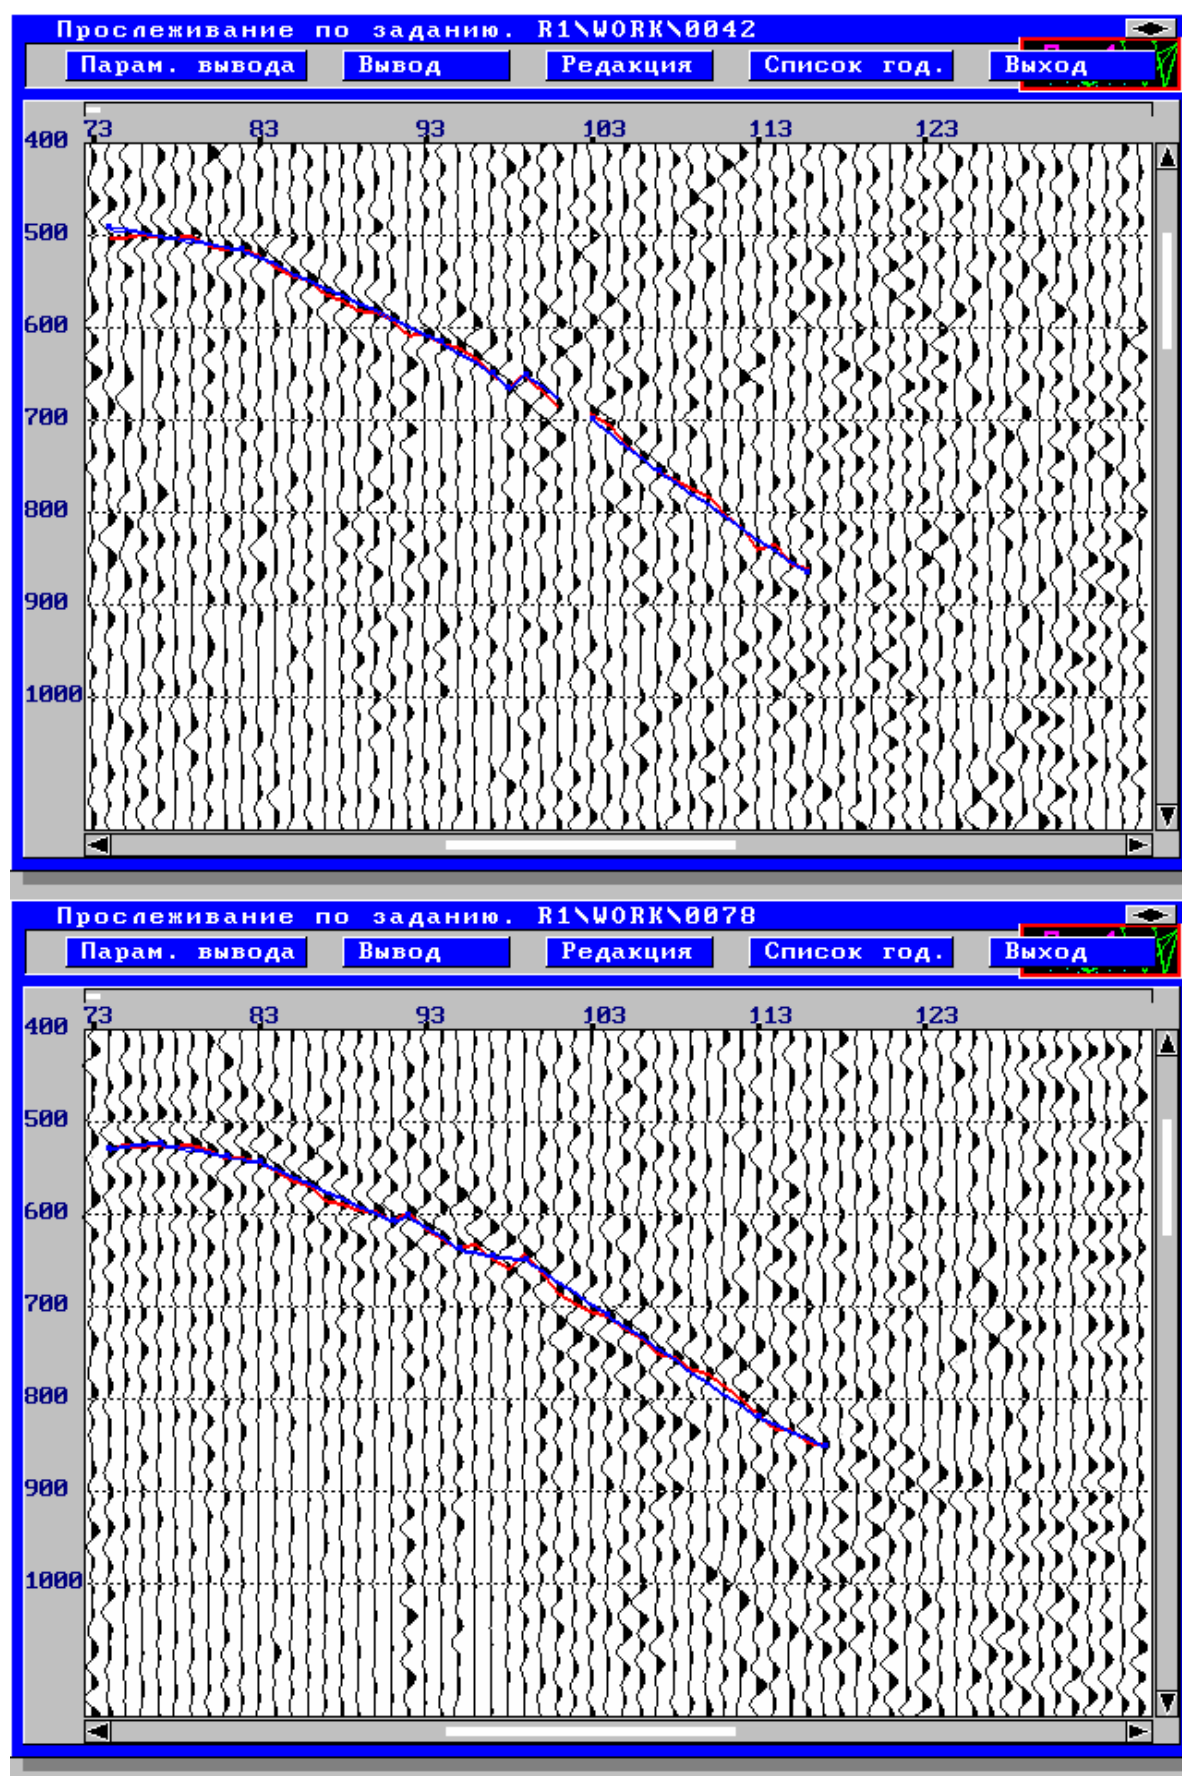 Прослеживание по заданию. R1\WORK\0042
Парам. вывода Вывод Редакция Список год. Выход
73 83 93 103 113 123
400
500
600
700
800
900
1000
Прослеживание по заданию. R1\WORK\0078
Парам. вывода Вывод Редакция Список год. Выход
73 83 93 103 113 123
400
500
600
700
800
900
1000